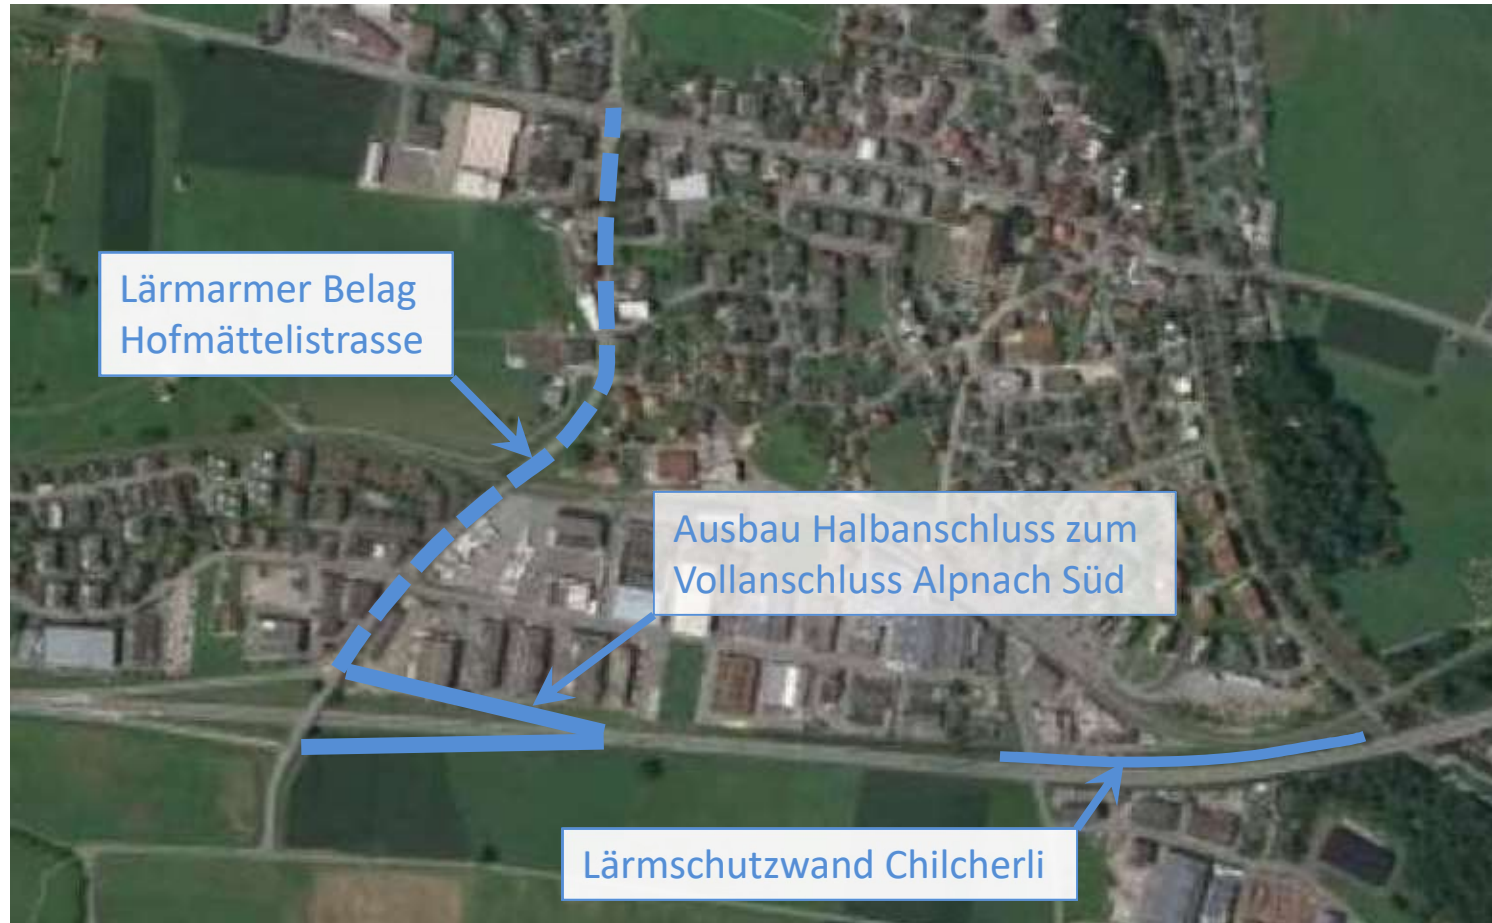 Lärmarmer Belag
Hofmättelistrasse
Ausbau Halbanschluss zum
Vollanschluss Alpnach Süd
Lärmschutzwand Chilcherli